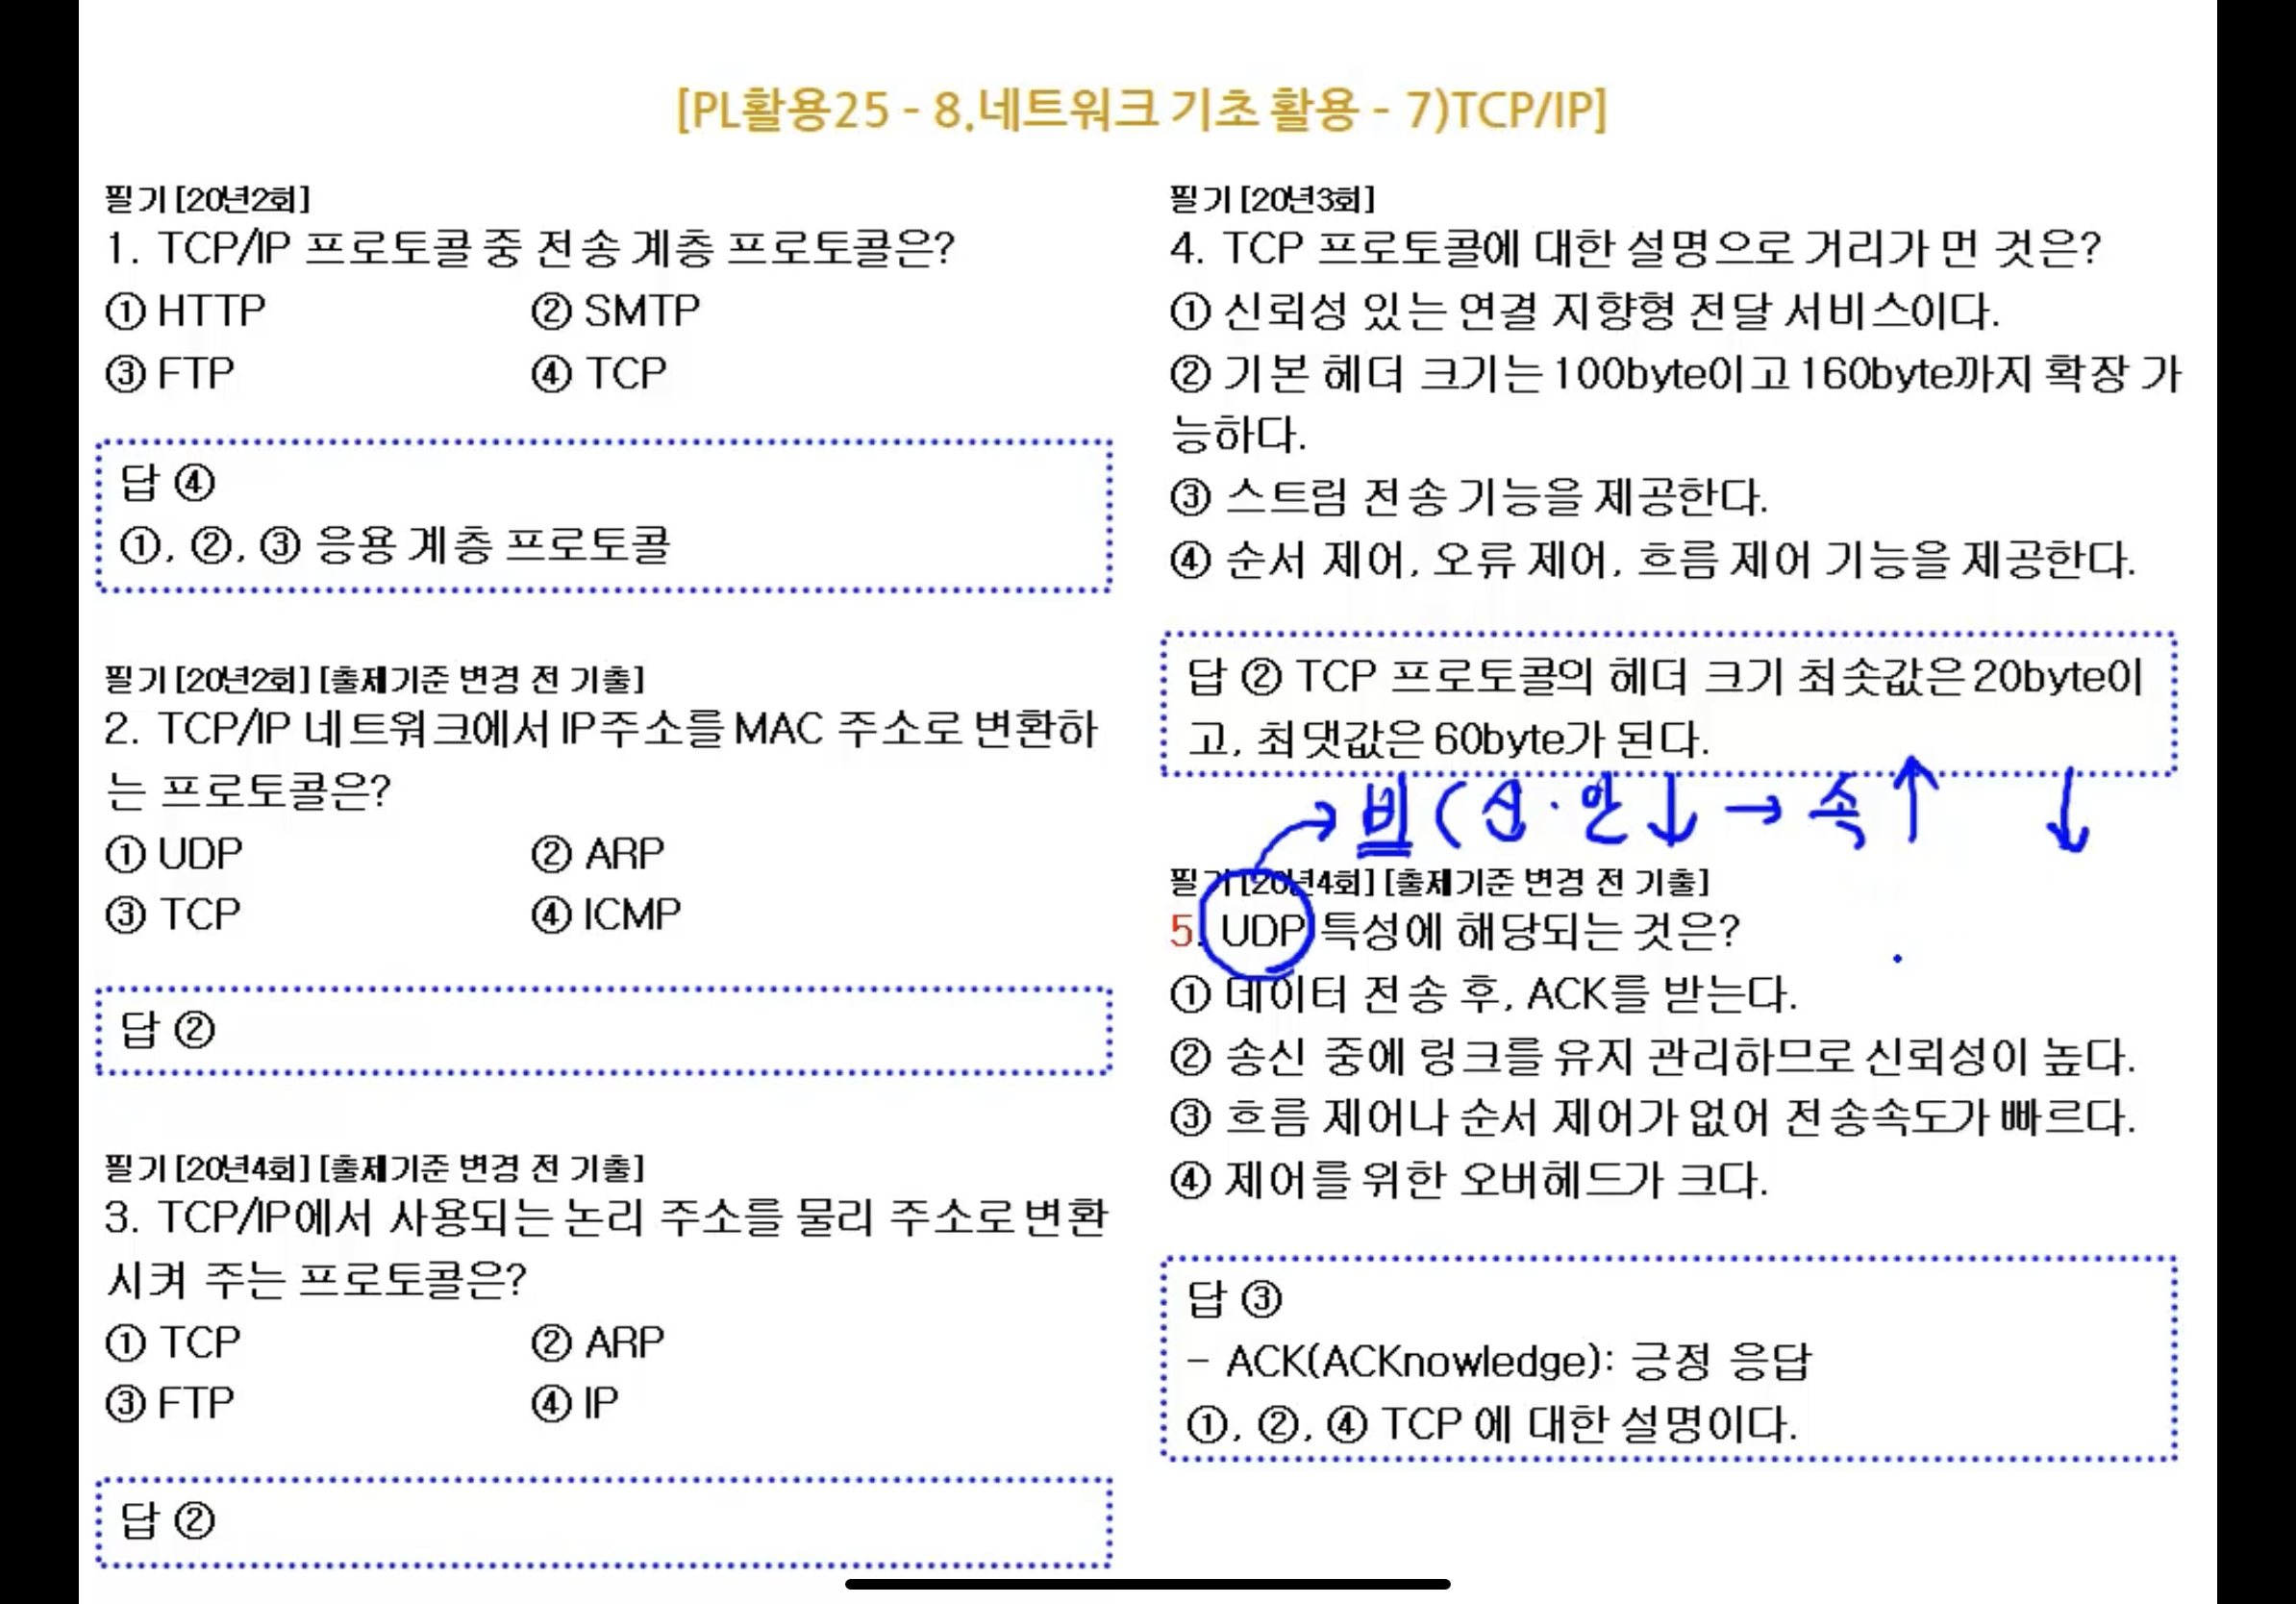 [PL활용25 - 8.네트워크 기초 활용 - 7)TCP/IP]
필기[20년2회]
1. TCP/IP 프로토콜 중 전송 계층 프로토콜은?
① HTTP ② SMTP
③ FTP ④ TCP
답 ④
①, ②, ③ 응용 계층 프로토콜
필기[20년2회][출제기준 변경 전 기출]
2. TCP/IP 네트워크에서 IP주소를 MAC 주소로 변환하
는 프로토콜은?
① UDP ② ARP
③ TCP ④ ICMP
답 ②
필기[20년4회][출제기준 변경 전 기출]
3. TCP/IP에서 사용되는 논리 주소를 물리 주소로 변환
시켜 주는 프로토콜은?
① TCP ② ARP
③ FTP ④ IP
답 ②
필기[20년3회]
4. TCP 프로토콜에 대한 설명으로 거리가 먼 것은?
① 신뢰성 있는 연결 지향형 전달 서비스이다.
② 기본 헤더 크기는 100byte이고 160byte까지 확장 가
능하다.
③ 스트림 전송 기능을 제공한다.
④ 순서 제어, 오류 제어, 흐름 제어 기능을 제공한다.
답 ② TCP 프로토콜의 헤더 크기 최솟값은 20byte이
고, 최댓값은 60byte가 된다.
→ 비 ( 신 · 안 ↓ → 속 ↑ ↓
필기[20년4회][출제기준 변경 전 기출]
5. UDP 특성에 해당되는 것은?
① 데이터 전송 후, ACK를 받는다.
② 송신 중에 링크를 유지 관리하므로 신뢰성이 높다.
③ 흐름 제어나 순서 제어가 없어 전송속도가 빠르다.
④ 제어를 위한 오버헤드가 크다.
답 ③
- ACK(ACKnowledge): 긍정 응답
①, ②, ④ TCP 에 대한 설명이다.